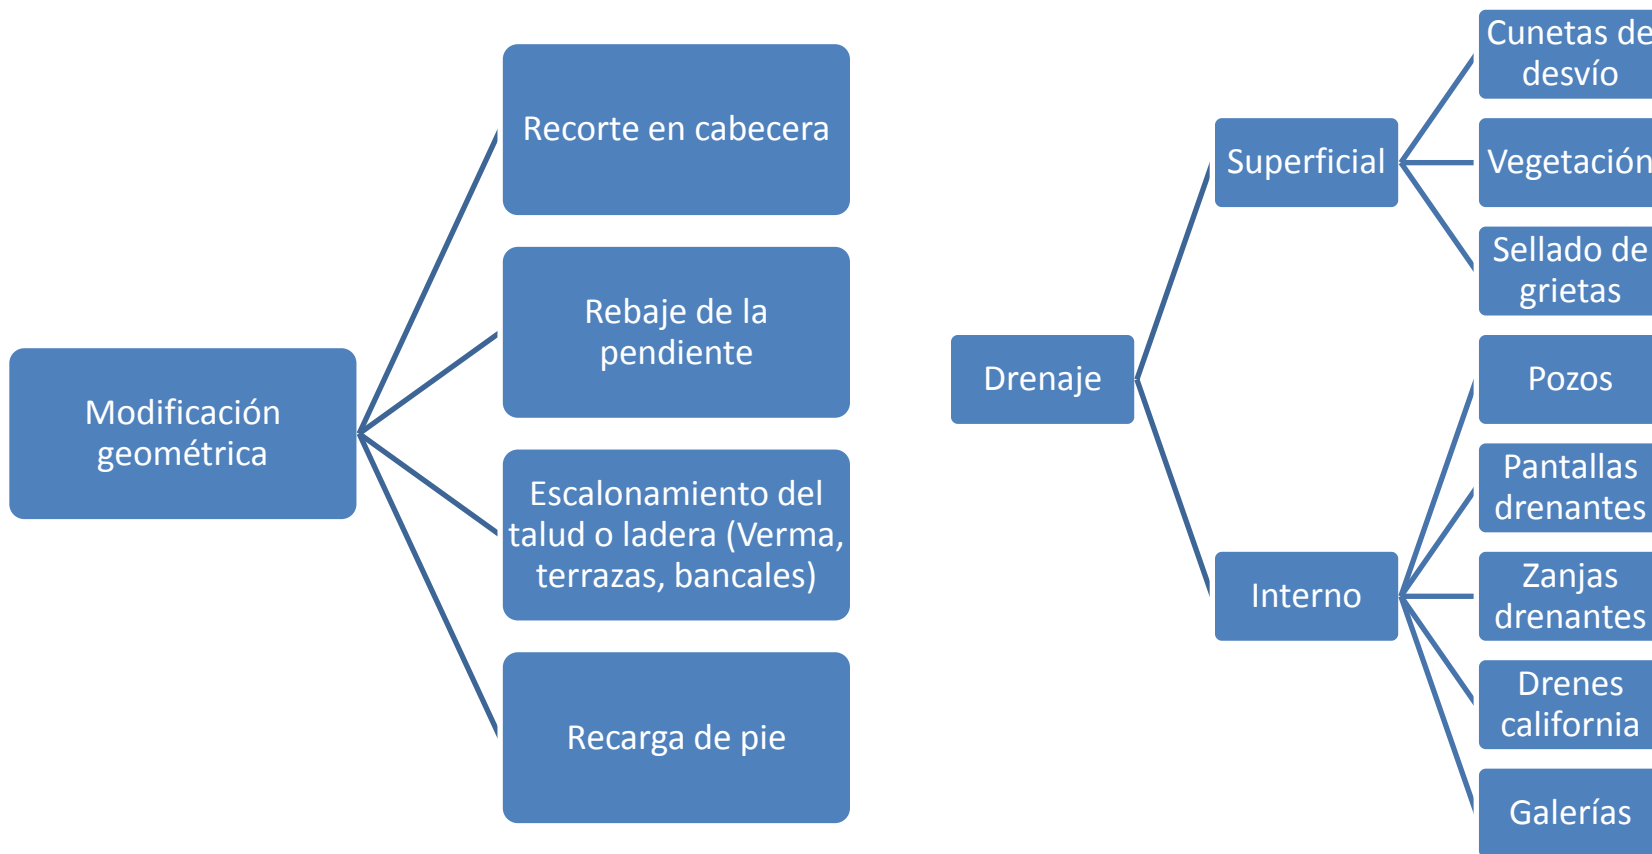 Modificación
geométrica
Recorte en cabecera
Rebaje de la
pendiente
Escalonamiento del
talud o ladera (Verma,
terrazas, bancales)
Recarga de pie
Drenaje
Superficial
Cunetas de
desvío
Vegetación
Sellado de
grietas
Interno
Pozos
Pantallas
drenantes
Zanjas
drenantes
Drenes
california
Galerías